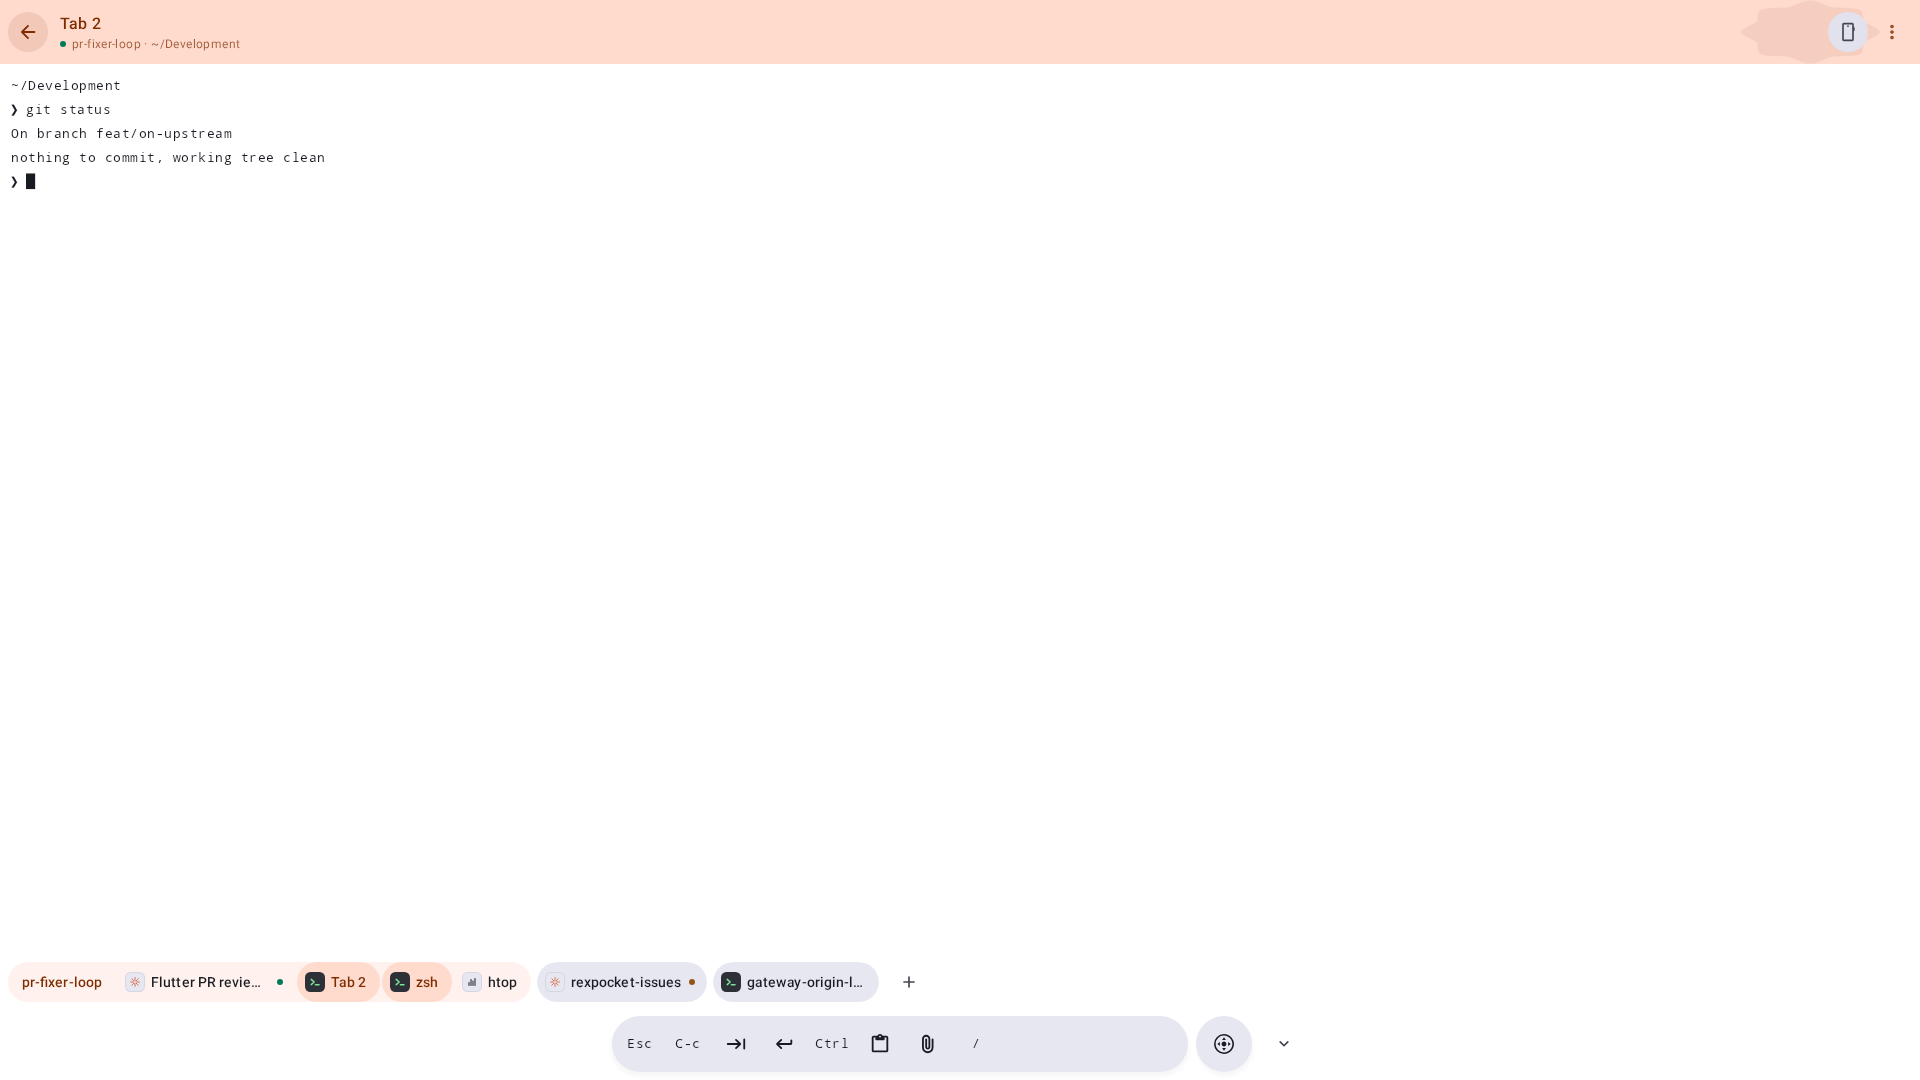 Tab 2
pr-fixer-loop · ~/Development
~/Development
❯ git status
On branch feat/on-upstream
nothing to commit, working tree clean
❯
pr-fixer-loop Flutter PR revie... Tab 2 zsh htop rexpocket-issues gateway-origin-l... +
Esc C-c Ctrl /